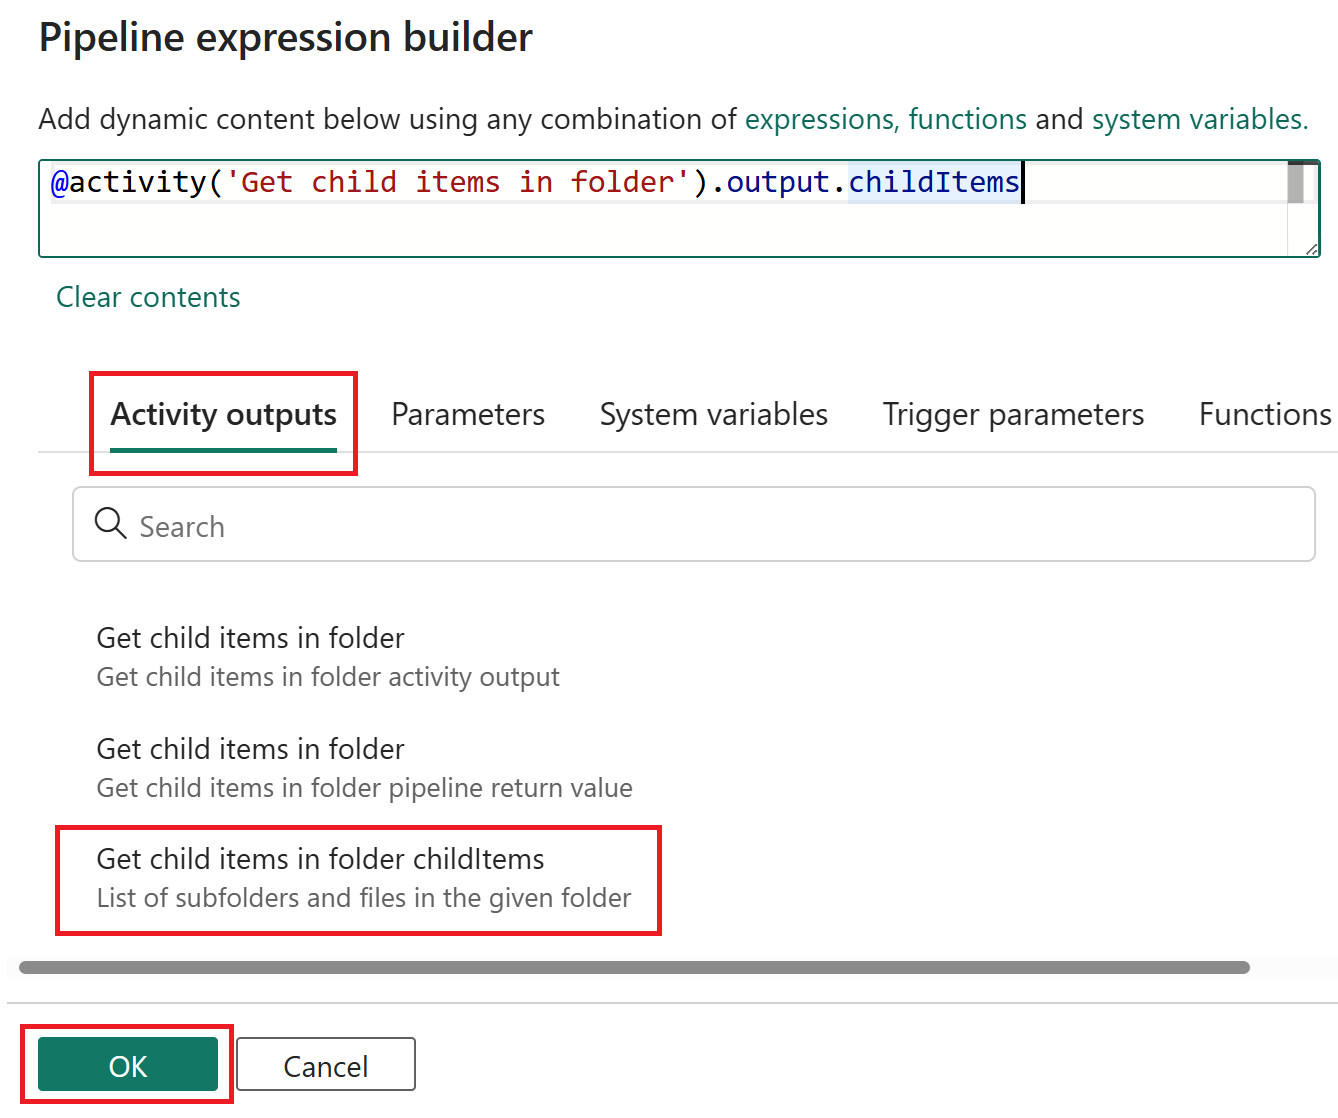 Pipeline expression builder
Add dynamic content below using any combination of expressions, functions and system variables.
@activity('Get child items in folder').output.childItems
Clear contents
Activity outputs Parameters System variables Trigger parameters Functions
Search
Get child items in folder
Get child items in folder activity output
Get child items in folder
Get child items in folder pipeline return value
Get child items in folder childItems
List of subfolders and files in the given folder
OK Cancel